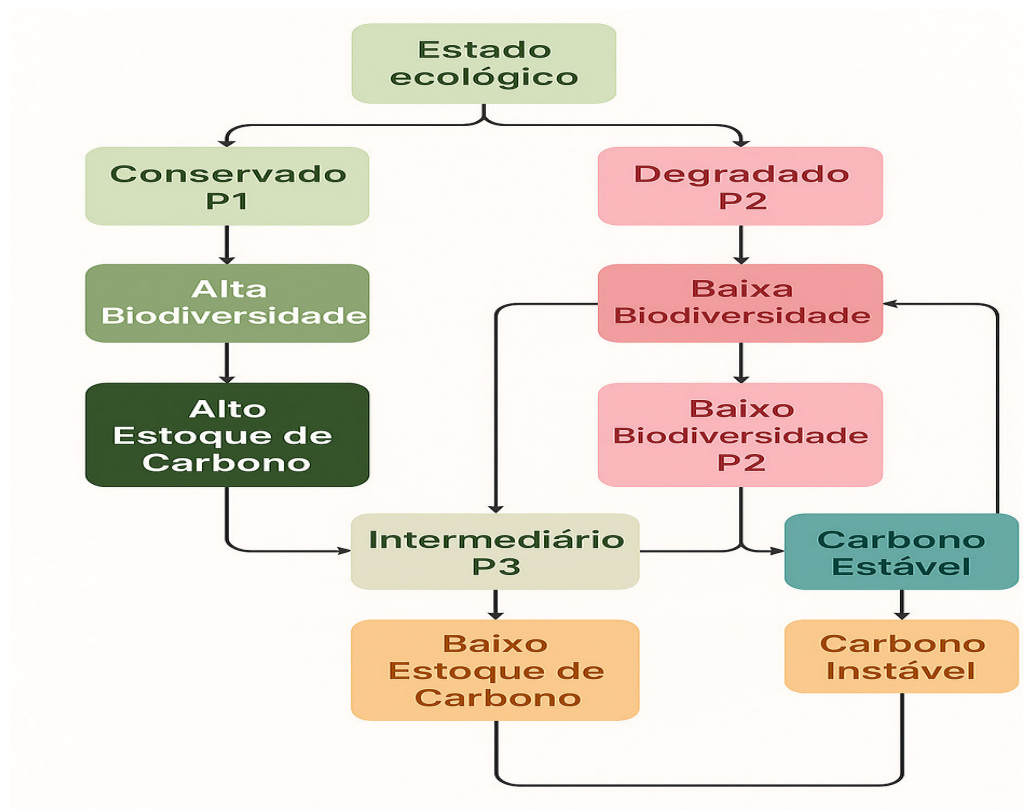 Estado
ecológico
Conservado
P1
Degradado
P2
Alta
Biodiversidade
Baixa
Biodiversidade
Alto
Estoque de
Carbono
Baixo
Biodiversidade
P2
Intermediário
P3
Carbono
Estável
Baixo
Estoque de
Carbono
Carbono
Instável